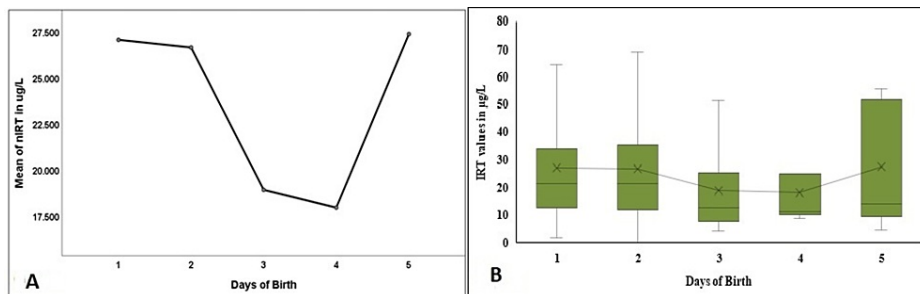 27.500
25.000
22.500
20.000
17.500
Mean of nIRT in ug/L
1 2 3 4 5
Days of Birth
A
80
70
60
50
40
30
20
10
0
IRT values in µg/L
1 2 3 4 5
Days of Birth
B